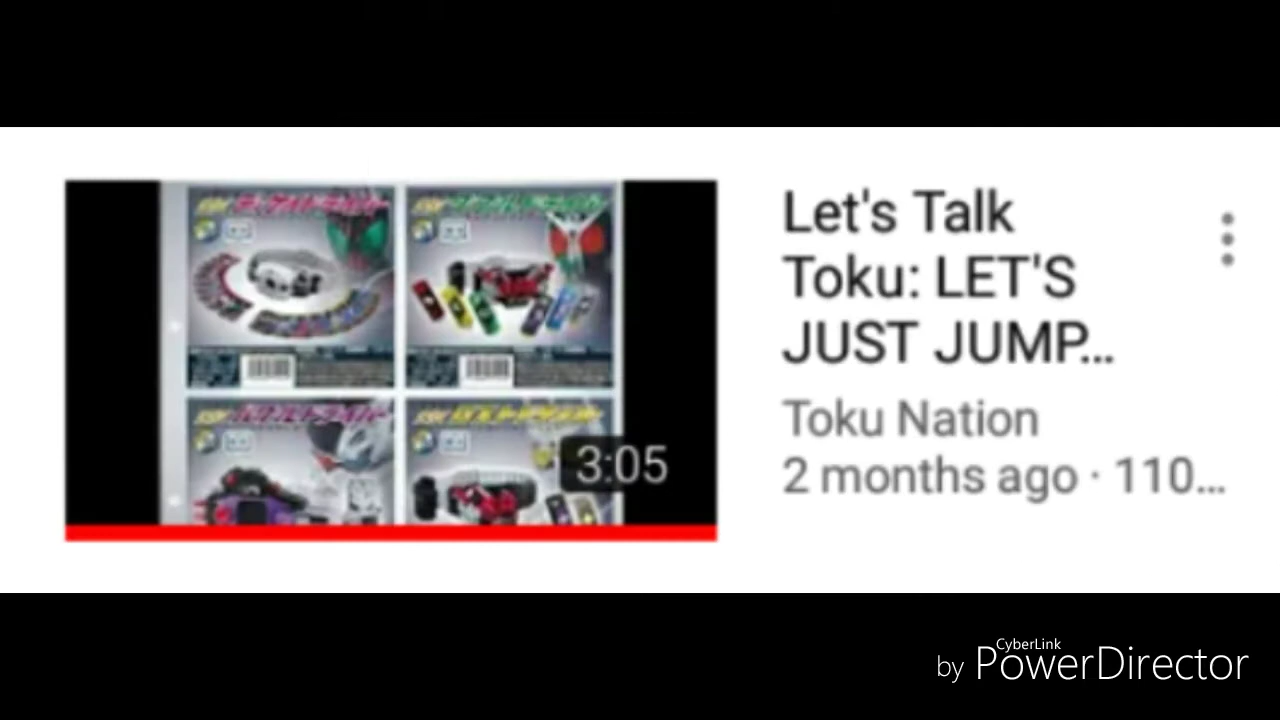 3:05
Let's Talk
Toku: LET'S
JUST JUMP...
Toku Nation
2 months ago · 110...
CyberLink
by PowerDirector